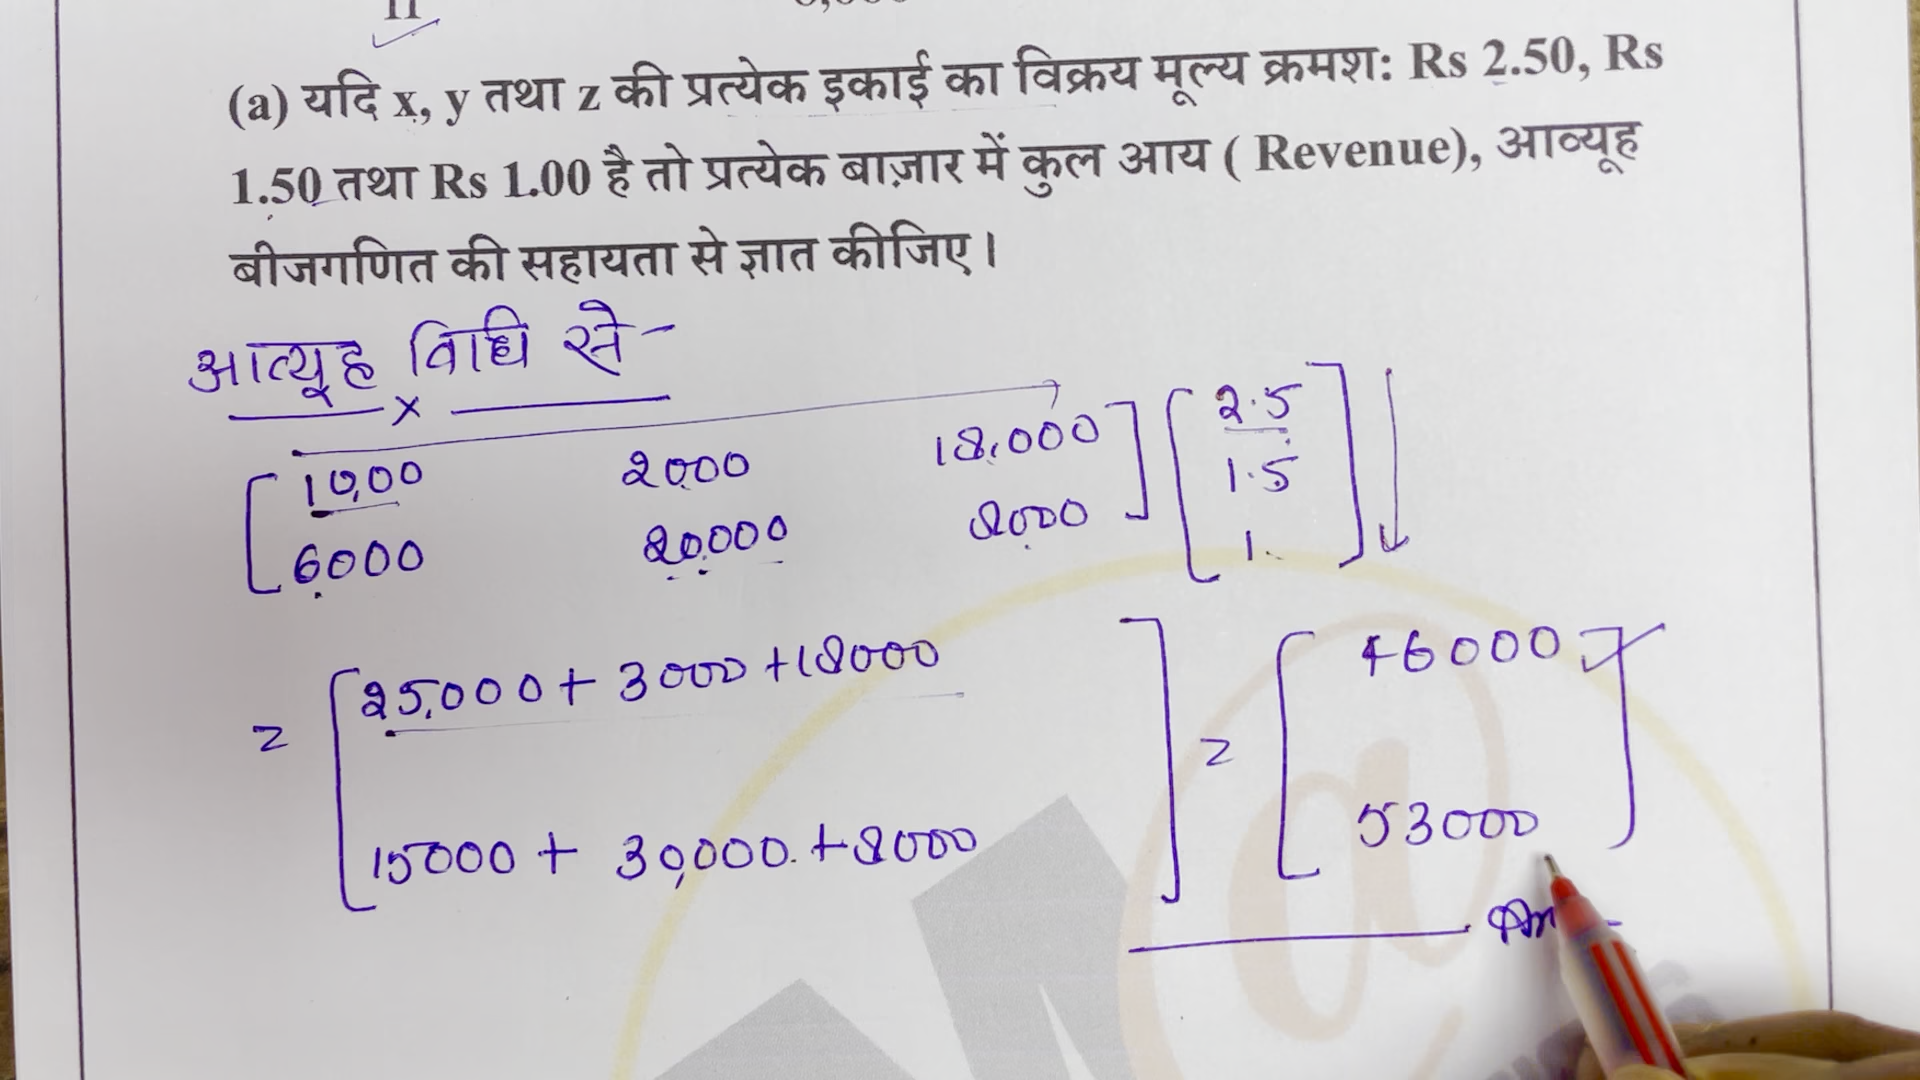 II
(a) यदि x, y तथा z की प्रत्येक इकाई का विक्रय मूल्य क्रमश: Rs 2.50, Rs
1.50 तथा Rs 1.00 है तो प्रत्येक बाज़ार में कुल आय ( Revenue), आव्यूह
बीजगणित की सहायता से ज्ञात कीजिए।
आव्यूह विधि से-
[ 10,00 2000 18,000 ] [ 2.5
6000 20,000 8000 1.5
1. ]
= [ 25,000 + 3000 + 18000 ] = [ 46000 ]
15000 + 30,000. + 8000 53000